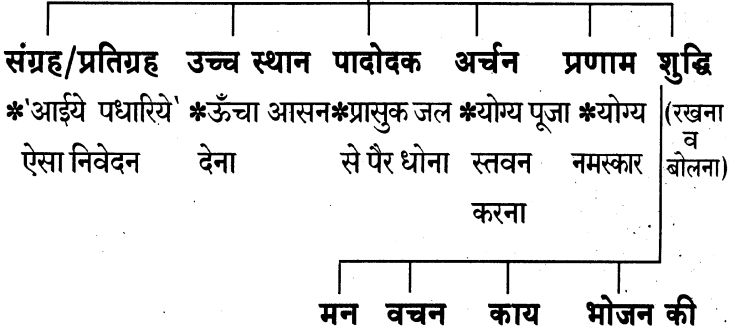 संग्रह/प्रतिग्रह उच्च स्थान पादोदक अर्चन प्रणाम शुद्धि
*'आईये पधारिये' *ऊँचा आसन *प्रासुक जल *योग्य पूजा *योग्य (रखना
ऐसा निवेदन देना से पैर धोना स्तवन नमस्कार व
करना बोलना)
मन वचन काय भोजन की